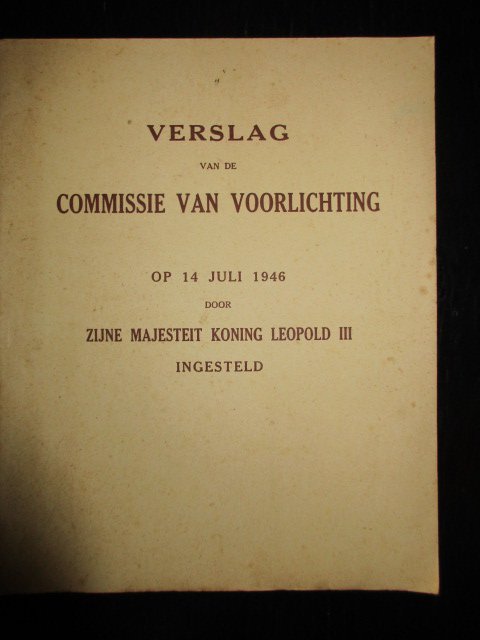 VERSLAG
VAN DE
COMMISSIE VAN VOORLICHTING
OP 14 JULI 1946
DOOR
ZIJNE MAJESTEIT KONING LEOPOLD III
INGESTELD